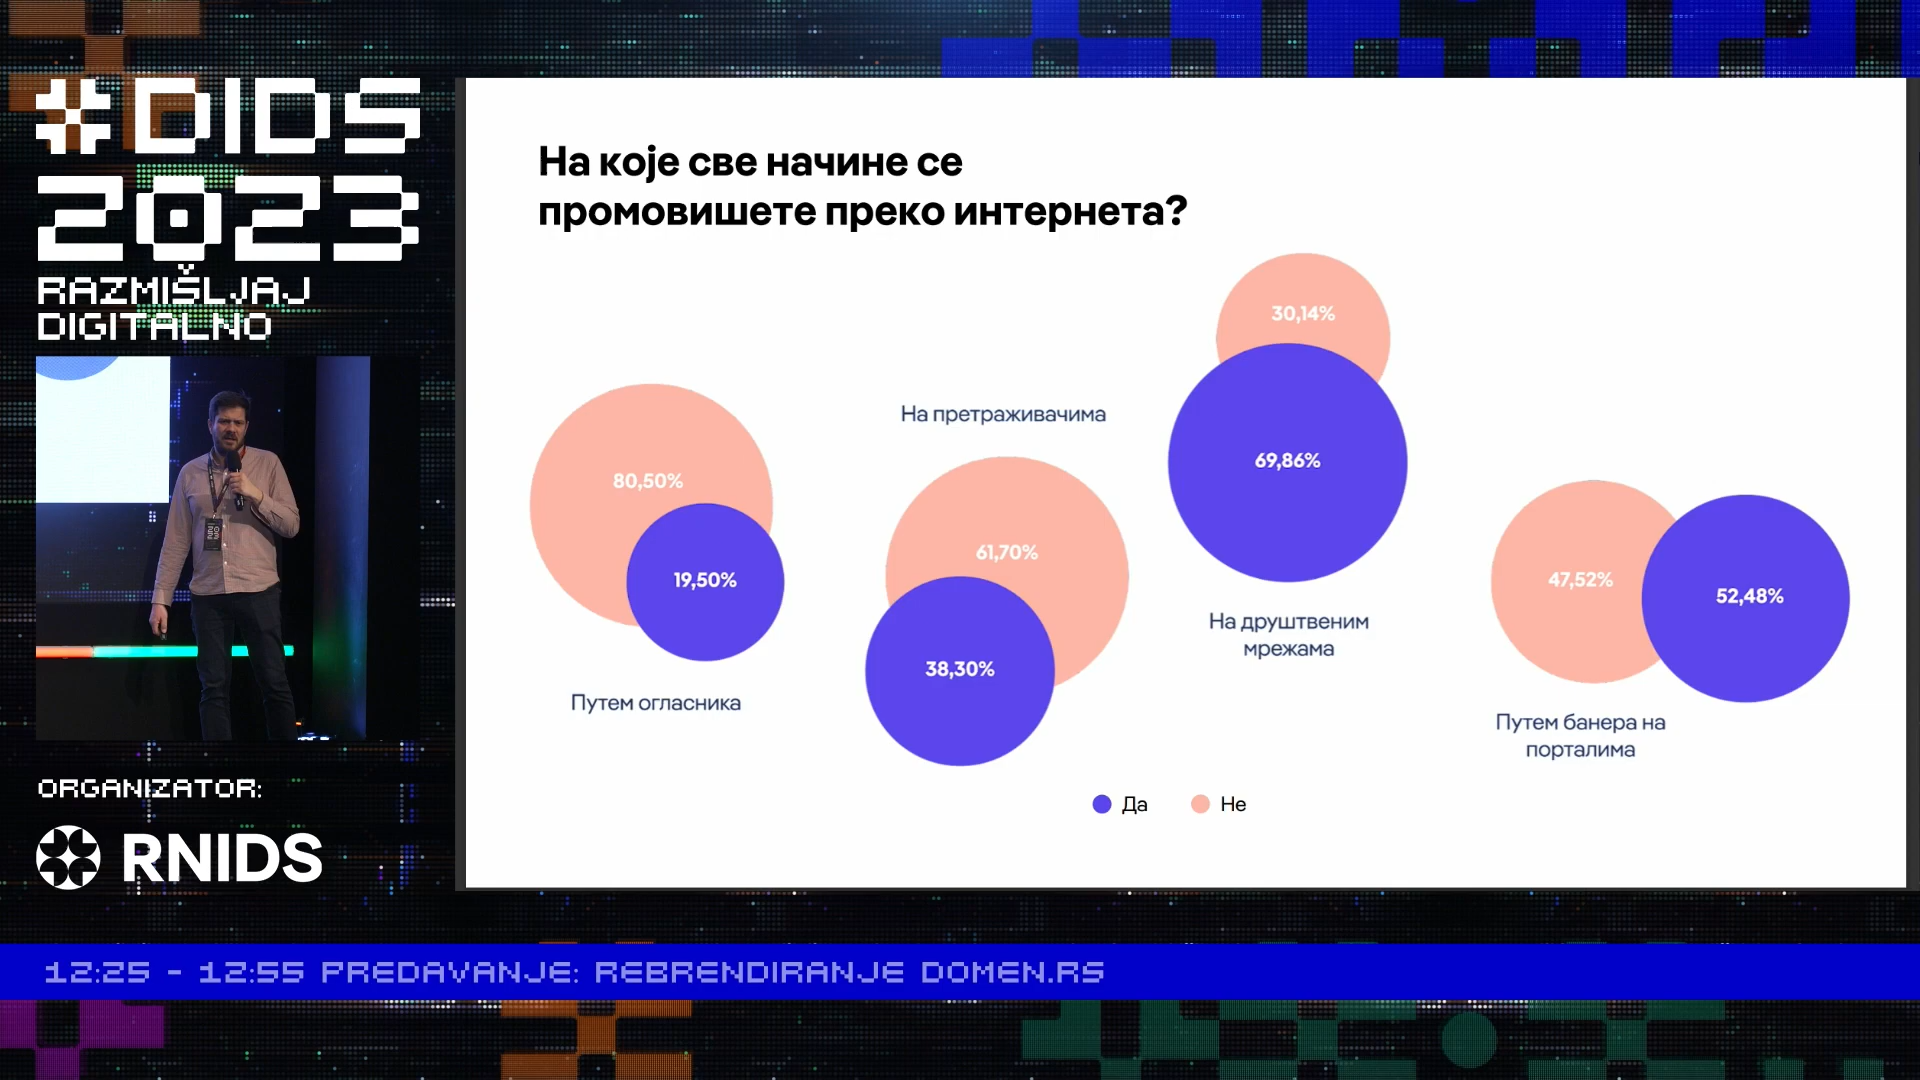 #DIDS
2023
RAZMIŠLJAJ
DIGITALNO
ORGANIZATOR:
RNIDS
На које све начине се
промовишете преко интернета?
80,50%
19,50%
Путем огласника
На претраживачима
61,70%
38,30%
30,14%
69,86%
На друштвеним
мрежама
47,52%
52,48%
Путем банера на
порталима
Да
Не
12:25 - 12:55 PREDAVANJE: REBRENDIRANJE DOMEN.RS